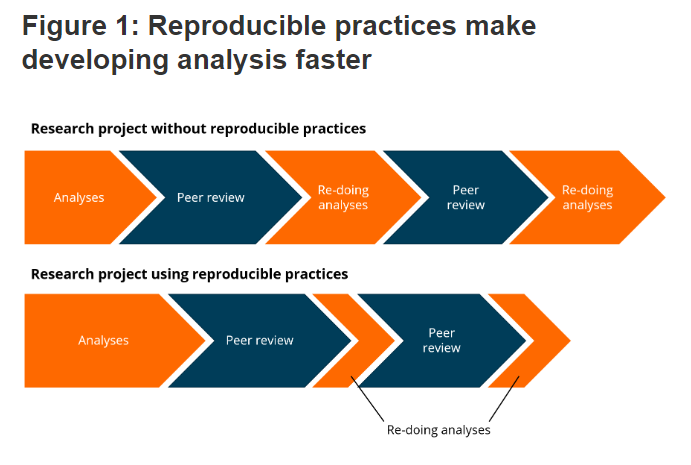 Figure 1: Reproducible practices make
developing analysis faster
Research project without reproducible practices
Analyses
Peer review
Re-doing
analyses
Peer
review
Re-doing
analyses
Research project using reproducible practices
Analyses
Peer review
Peer
review
Re-doing analyses